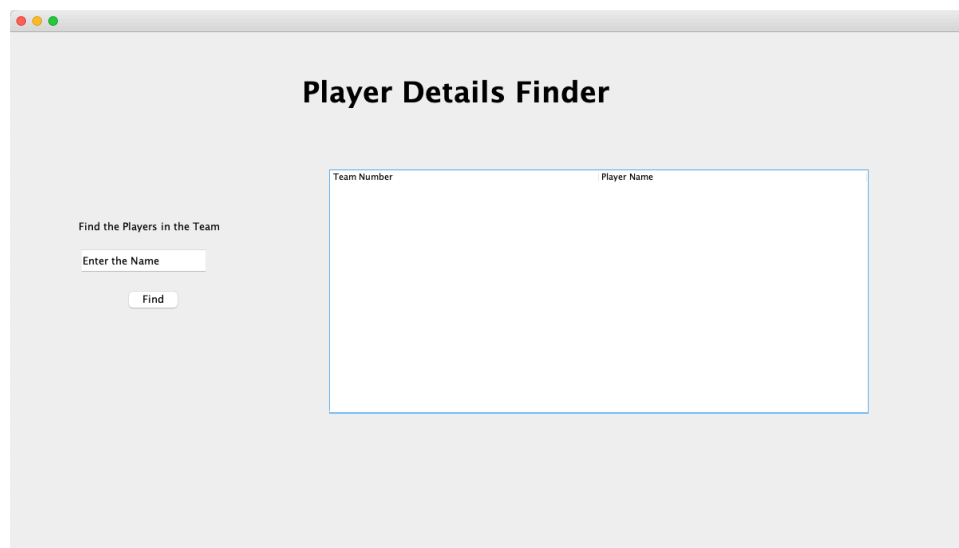 Player Details Finder
Team Number Player Name
Find the Players in the Team
Enter the Name
Find